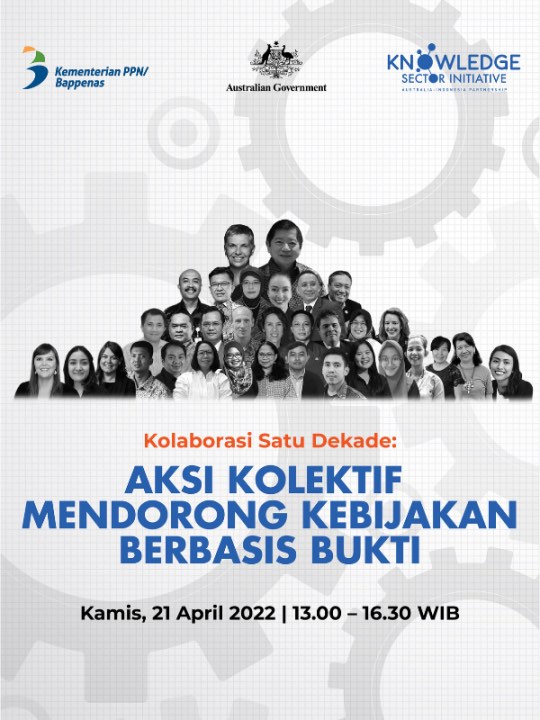 Kementerian PPN/
Bappenas
Australian Government
KNOWLEDGE
SECTOR INITIATIVE
AUSTRALIA-INDONESIA PARTNERSHIP
Kolaborasi Satu Dekade:
AKSI KOLEKTIF
MENDORONG KEBIJAKAN
BERBASIS BUKTI
Kamis, 21 April 2022 | 13.00 – 16.30 WIB